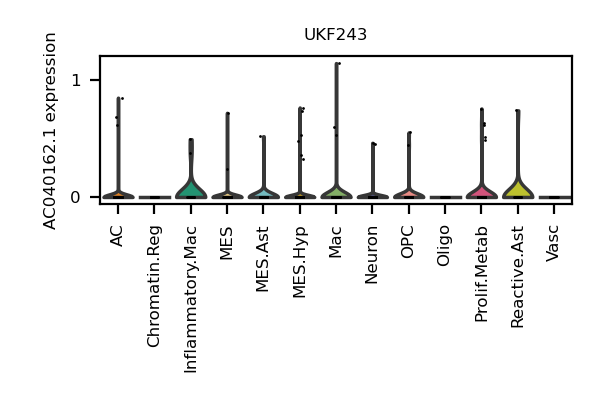 UKF243
AC040162.1 expression
1
0
AC
Chromatin.Reg
Inflammatory.Mac
MES
MES.Ast
MES.Hyp
Mac
Neuron
OPC
Oligo
Prolif.Metab
Reactive.Ast
Vasc